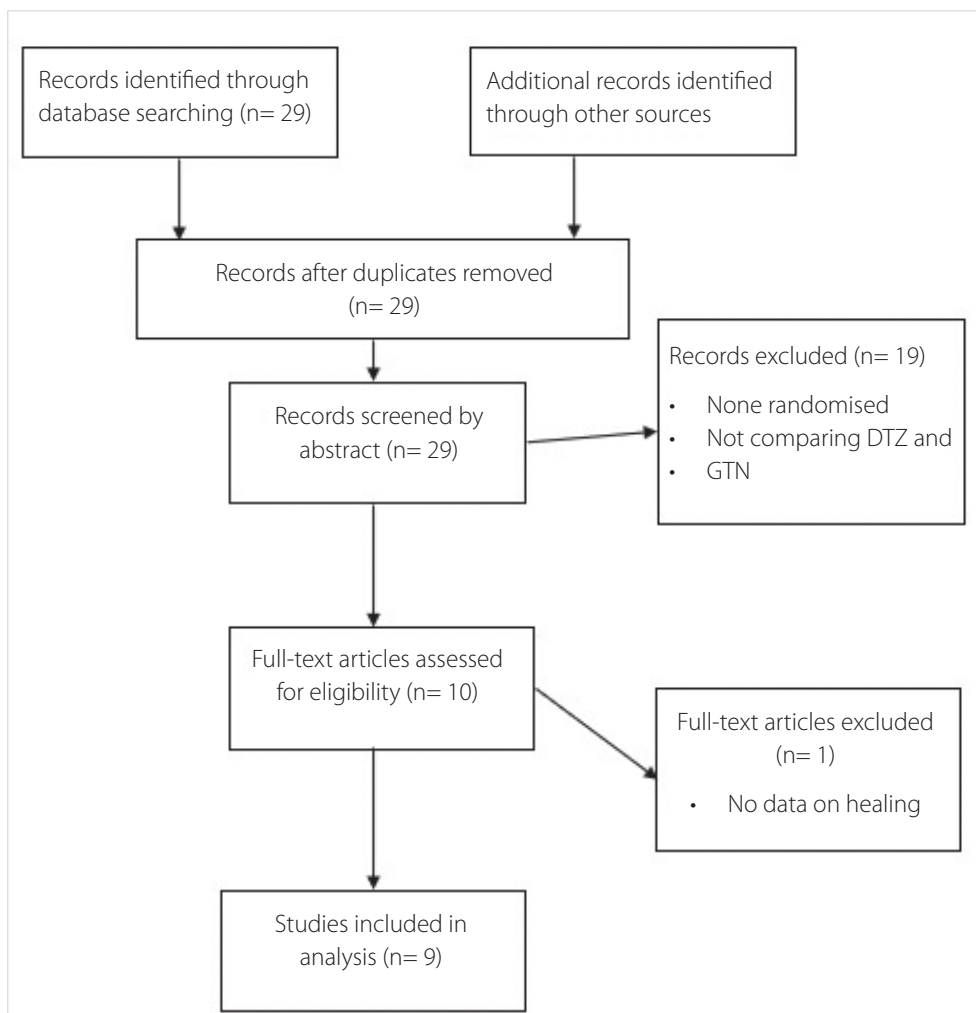 Records identified through
database searching (n= 29)
Additional records identified
through other sources
Records after duplicates removed
(n= 29)
Records screened by
abstract (n= 29)
Records excluded (n= 19)
• None randomised
• Not comparing DTZ and
• GTN
Full-text articles assessed
for eligibility (n= 10)
Full-text articles excluded
(n= 1)
• No data on healing
Studies included in
analysis (n= 9)